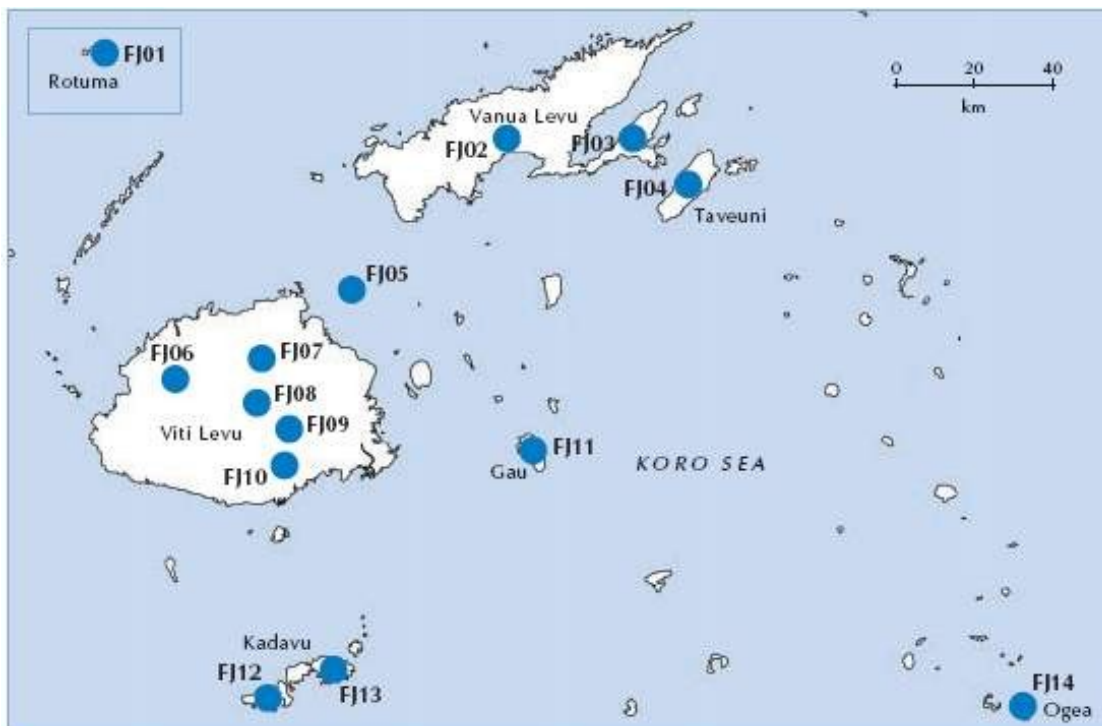 FJ01
Rotuma
0 20 40
km
Vanua Levu
FJ02
FJ03
FJ04
Taveuni
FJ05
FJ06
FJ07
FJ08
Viti Levu
FJ09
FJ10
FJ11
Gau
KORO SEA
Kadavu
FJ12
FJ13
FJ14
Ogea